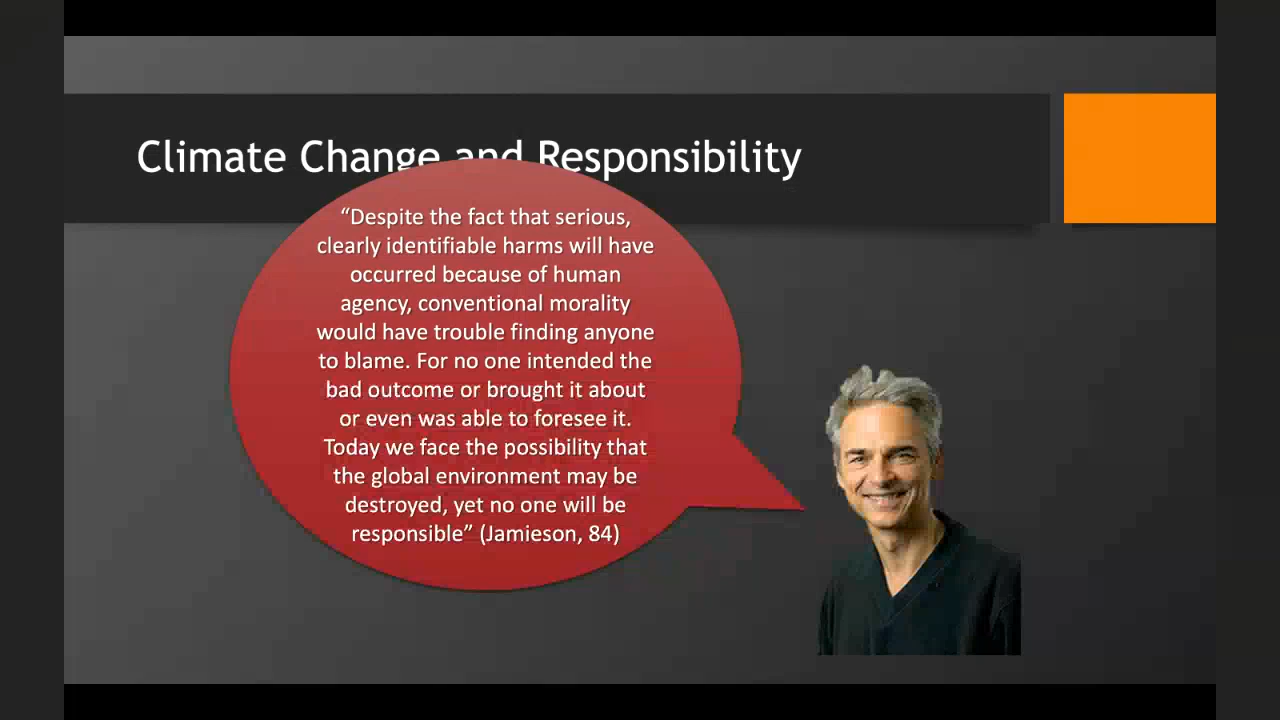 Climate Change and Responsibility
“Despite the fact that serious,
clearly identifiable harms will have
occurred because of human
agency, conventional morality
would have trouble finding anyone
to blame. For no one intended the
bad outcome or brought it about
or even was able to foresee it.
Today we face the possibility that
the global environment may be
destroyed, yet no one will be
responsible” (Jamieson, 84)